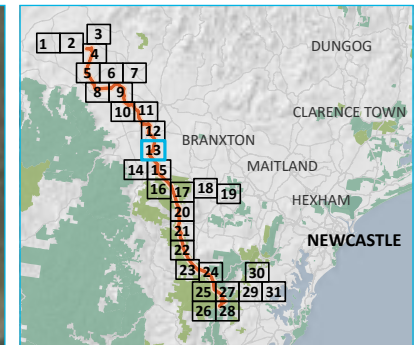 3
DUNGOG
1 2
4
5 6 7
8 9
10 11
CLARENCE TOWN
12
BRANXTON
13
MAITLAND
14 15
16 17 18 19
HEXHAM
20
21
NEWCASTLE
22
23 24 30
25 27 29 31
26 28